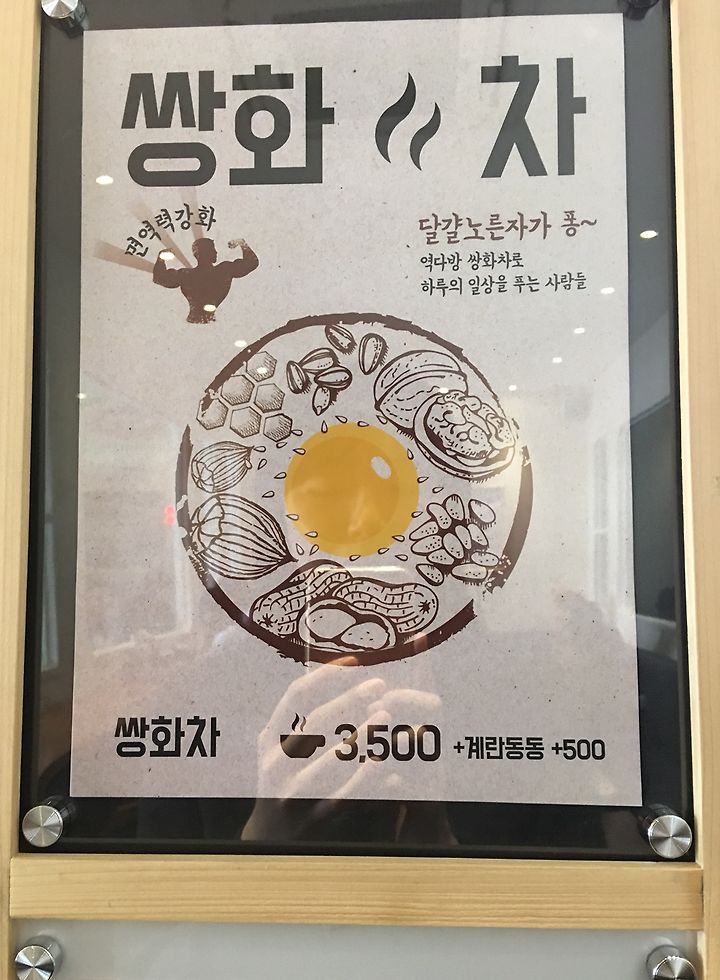 쌍화 차
면역력강화
달걀노른자가 퐁~
역다방 쌍화차로
하루의 일상을 푸는 사람들
쌍화차 3,500 +계란동동 +500